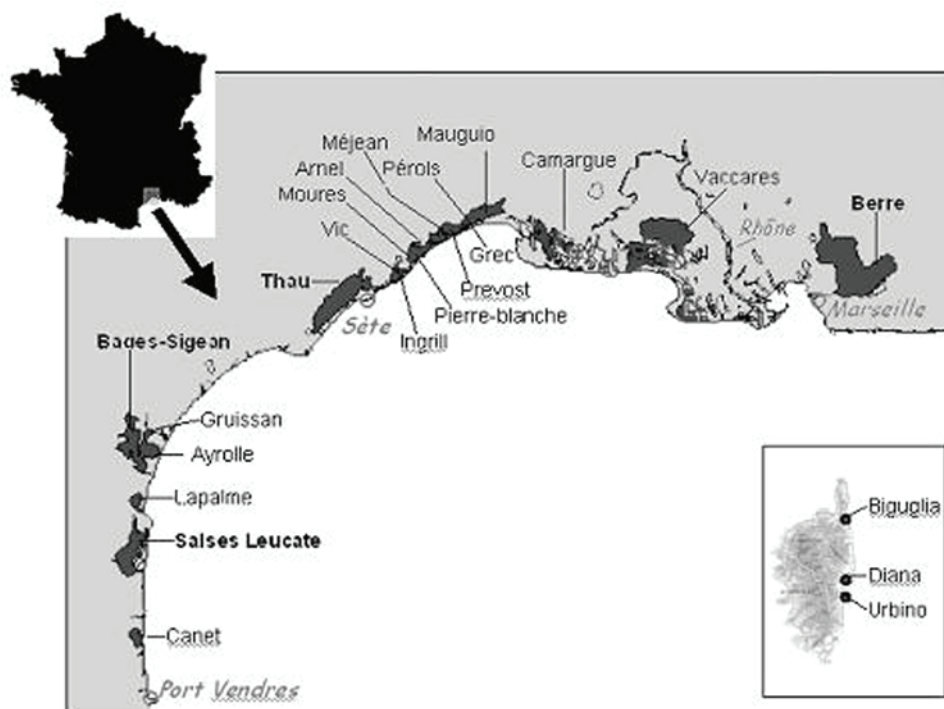 Mauguio
Méjean
Pérols
Camargue
Arnel
Moures
Vaccares
Vic
Berre
Rhône
Grec
Thau
Prevost
Pierre-blanche
Marseille
Sète
Ingrill
Bages-Sigean
Gruissan
Ayrolle
Lapalme
Biguglia
Salses Leucate
Diana
Urbino
Canet
Port Vendres